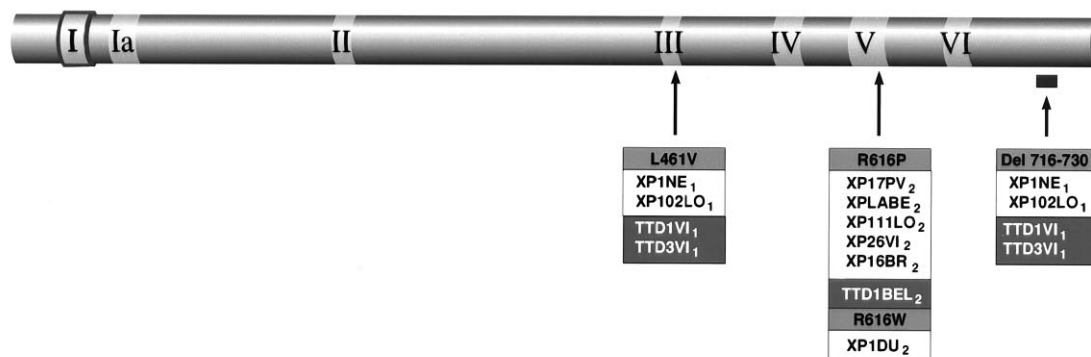 I Ia II III IV V VI
L461V
XP1NE₁
XP102LO₁
TTD1VI₁
TTD3VI₁
R616P
XP17PV₂
XPLABE₂
XP111LO₂
XP26VI₂
XP16BR₂
TTD1BEL₂
R616W
XP1DU₂
Del 716-730
XP1NE₁
XP102LO₁
TTD1VI₁
TTD3VI₁